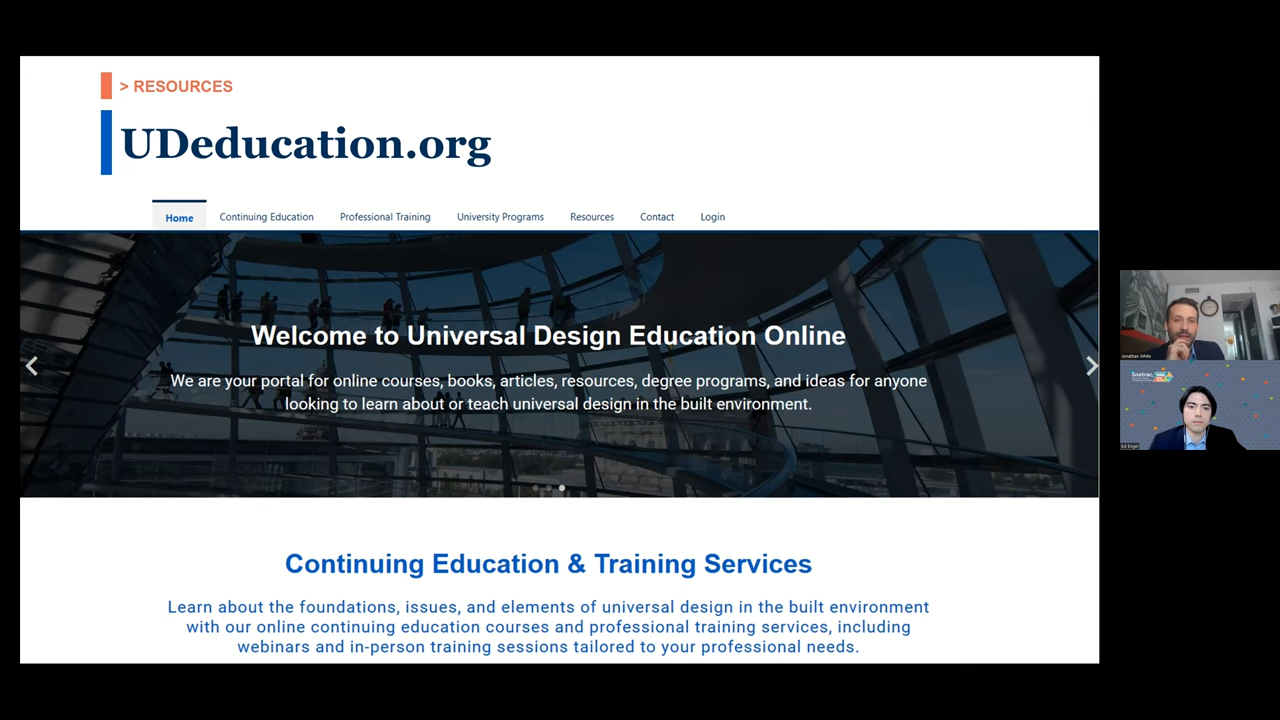 > RESOURCES
UDeducation.org
Home Continuing Education Professional Training University Programs Resources Contact Login
Welcome to Universal Design Education Online
We are your portal for online courses, books, articles, resources, degree programs, and ideas for anyone
looking to learn about or teach universal design in the built environment.
Continuing Education & Training Services
Learn about the foundations, issues, and elements of universal design in the built environment
with our online continuing education courses and professional training services, including
webinars and in-person training sessions tailored to your professional needs.
Jonathan White
Ed Engel